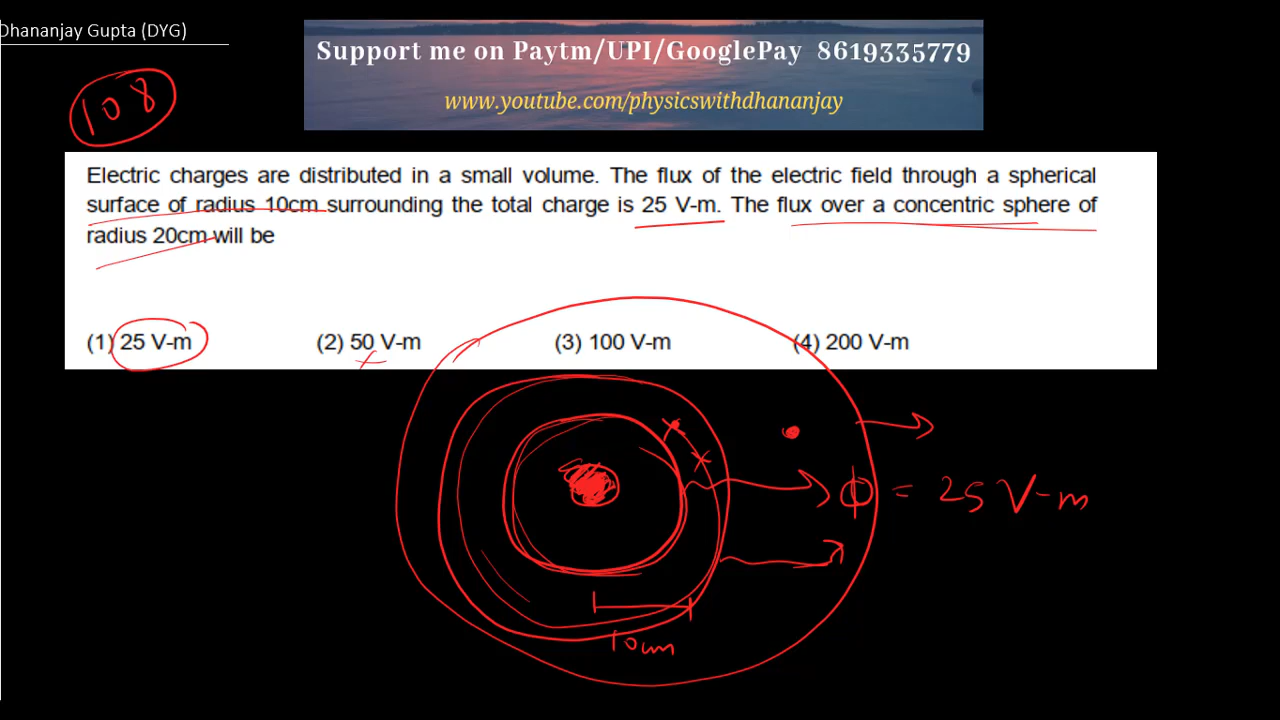 Dhananjay Gupta (DYG)
Support me on Paytm/UPI/GooglePay 8619335779
www.youtube.com/physicswithdhananjay
108
Electric charges are distributed in a small volume. The flux of the electric field through a spherical
surface of radius 10cm surrounding the total charge is 25 V-m. The flux over a concentric sphere of
radius 20cm will be
(1) 25 V-m (2) 50 V-m (3) 100 V-m (4) 200 V-m
ϕ = 25 V-m
10cm